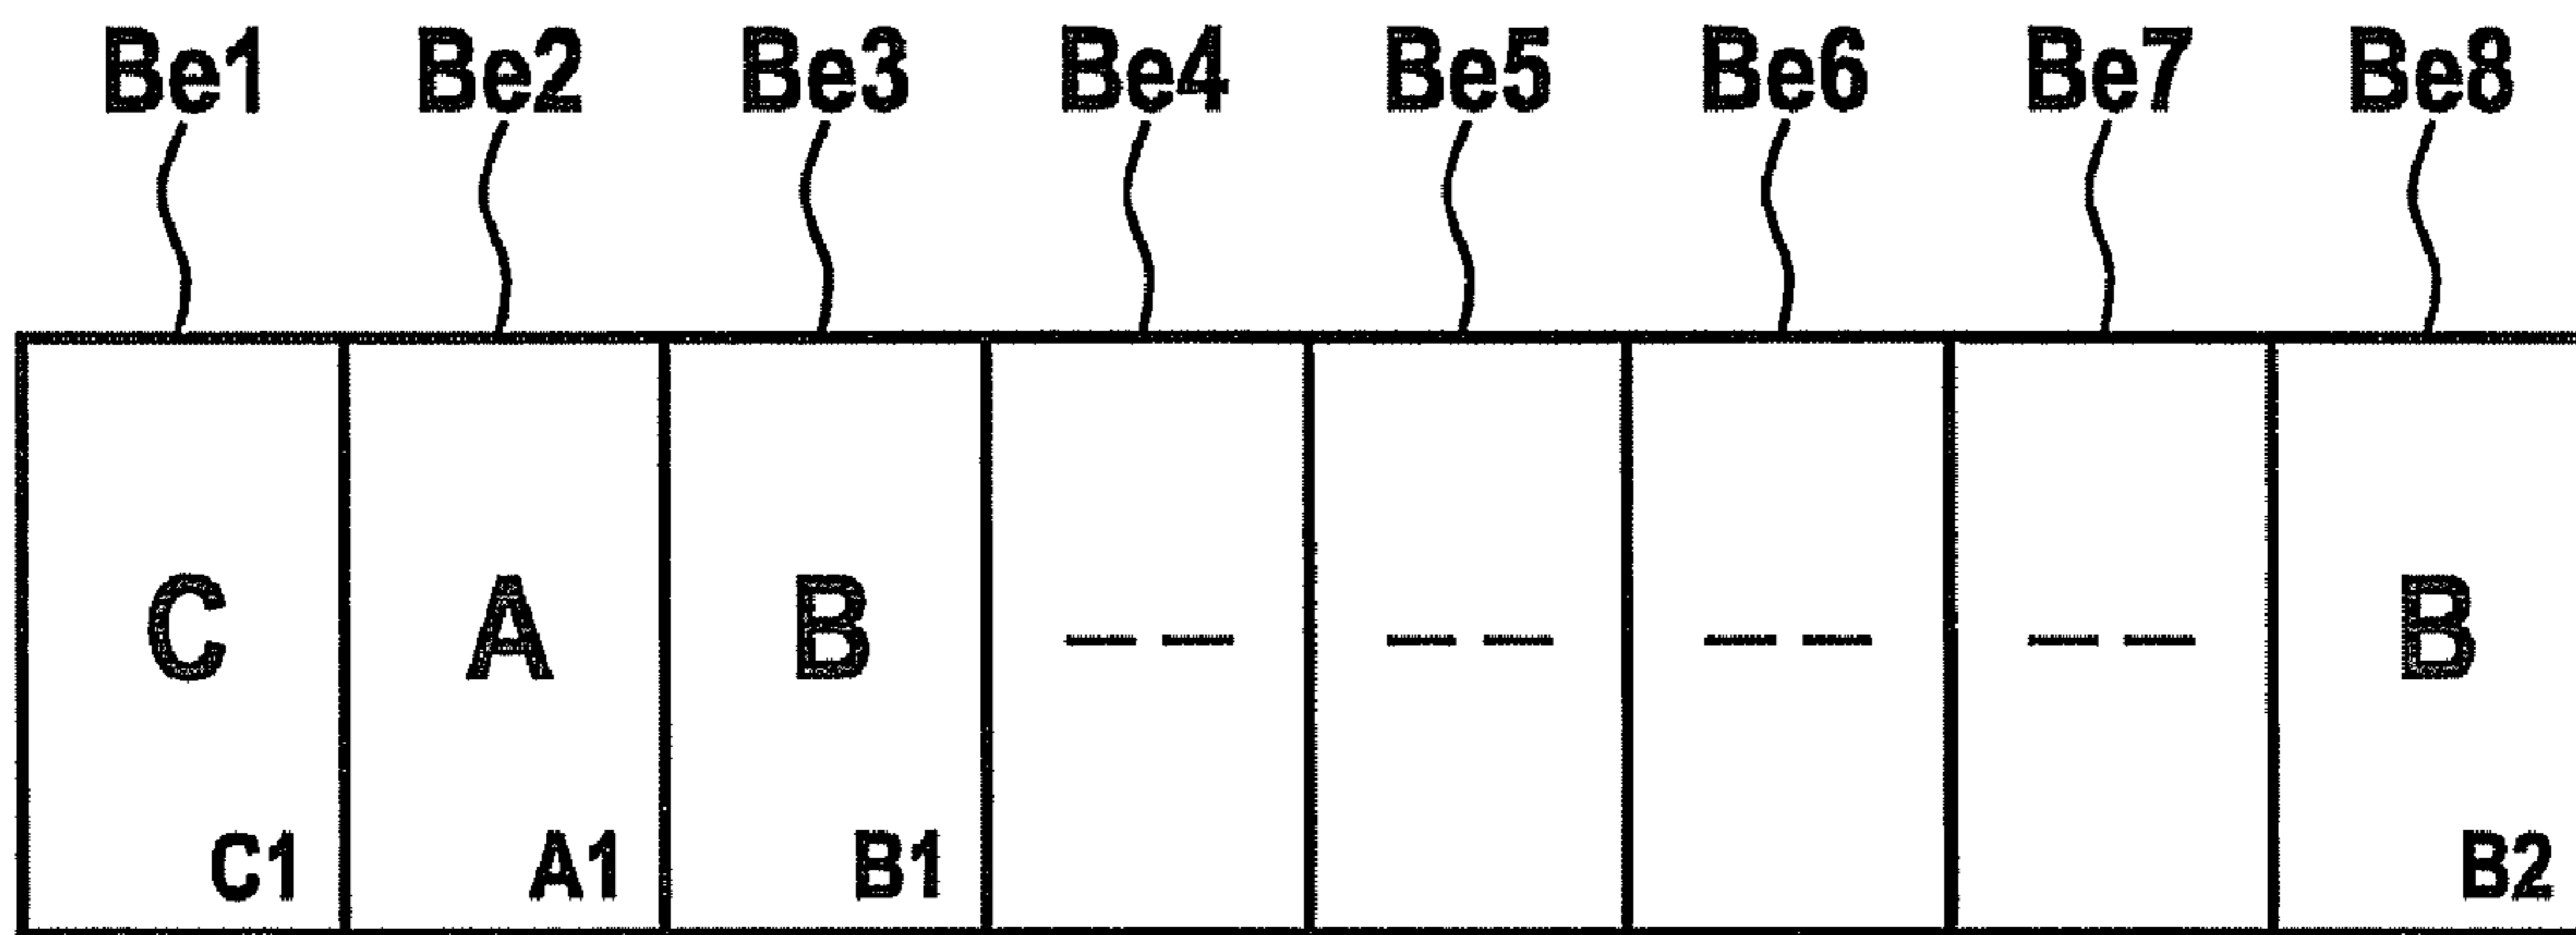 Be1 Be2 Be3 Be4 Be5 Be6 Be7 Be8
C A B — — — — — — — — B
C1 A1 B1 B2